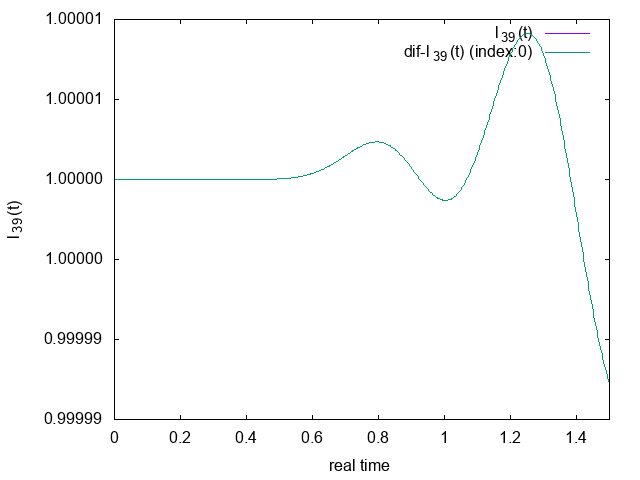 1.00001
I39(t)
dif-I39(t) (index:0)
1.00001
1.00000
I39(t)
1.00000
0.99999
0.99999
0 0.2 0.4 0.6 0.8 1 1.2 1.4
real time